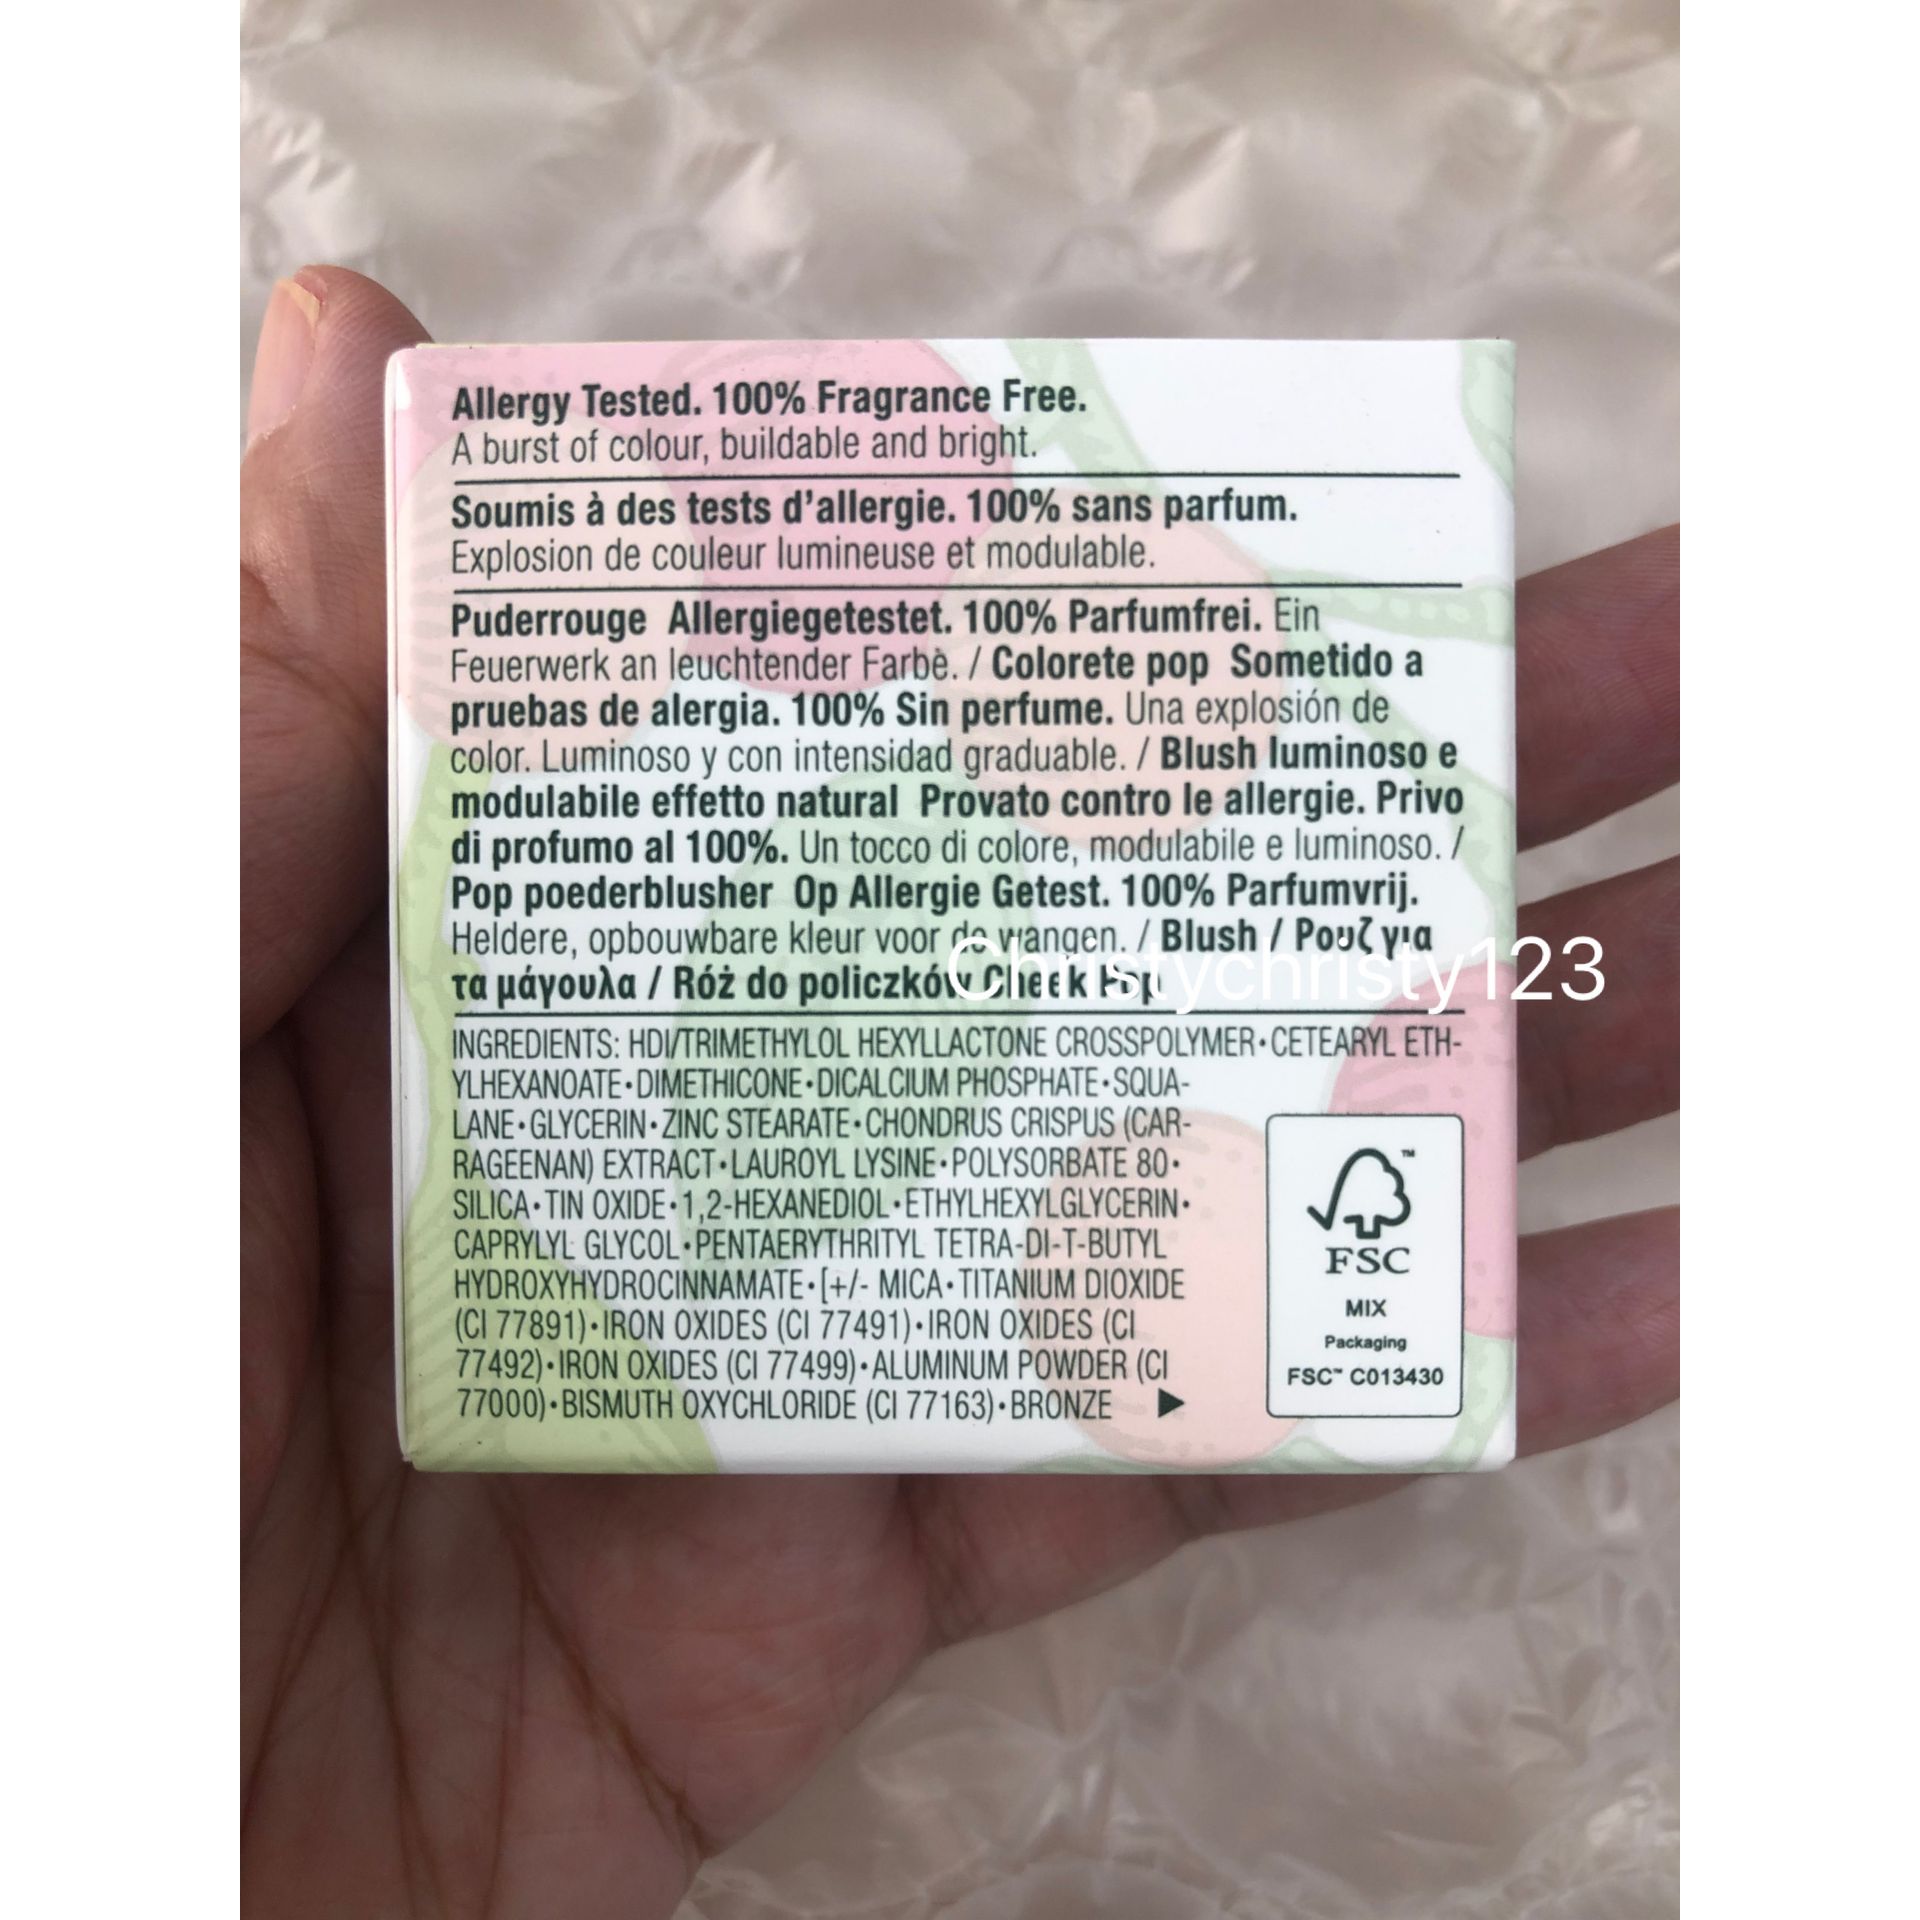 Allergy Tested. 100% Fragrance Free.
A burst of colour, buildable and bright.
Soumis à des tests d'allergie. 100% sans parfum.
Explosion de couleur lumineuse et modulable.
Puderrouge Allergiegetestet. 100% Parfumfrei. Ein
Feuerwerk an leuchtender Farbe. / Colorete pop Sometido a
pruebas de alergia. 100% Sin perfume. Una explosión de
color. Luminoso y con intensidad graduable. / Blush luminoso e
modulabile effetto natural Provato contro le allergie. Privo
di profumo al 100%. Un tocco di colore, modulabile e luminoso. /
Pop poederblusher Op Allergie Getest. 100% Parfumvrij.
Heldere, opbouwbare kleur voor de wangen. / Blush / Ρουζ για
τα μάγουλα / Róż do policzków Cheek Pop
Christychristy123
INGREDIENTS: HDI/TRIMETHYLOL HEXYLLACTONE CROSSPOLYMER•CETEARYL ETH-
YLHEXANOATE•DIMETHICONE•DICALCIUM PHOSPHATE•SQUA-
LANE•GLYCERIN•ZINC STEARATE•CHONDRUS CRISPUS (CAR-
RAGEENAN) EXTRACT•LAUROYL LYSINE•POLYSORBATE 80•
SILICA•TIN OXIDE•1,2-HEXANEDIOL•ETHYLHEXYLGLYCERIN•
CAPRYLYL GLYCOL•PENTAERYTHRITYL TETRA-DI-T-BUTYL
HYDROXYHYDROCINNAMATE•[+/- MICA•TITANIUM DIOXIDE
(CI 77891)•IRON OXIDES (CI 77491)•IRON OXIDES (CI
77492)•IRON OXIDES (CI 77499)•ALUMINUM POWDER (CI
77000)•BISMUTH OXYCHLORIDE (CI 77163)•BRONZE ▶
™
FSC
MIX
Packaging
FSC™ C013430